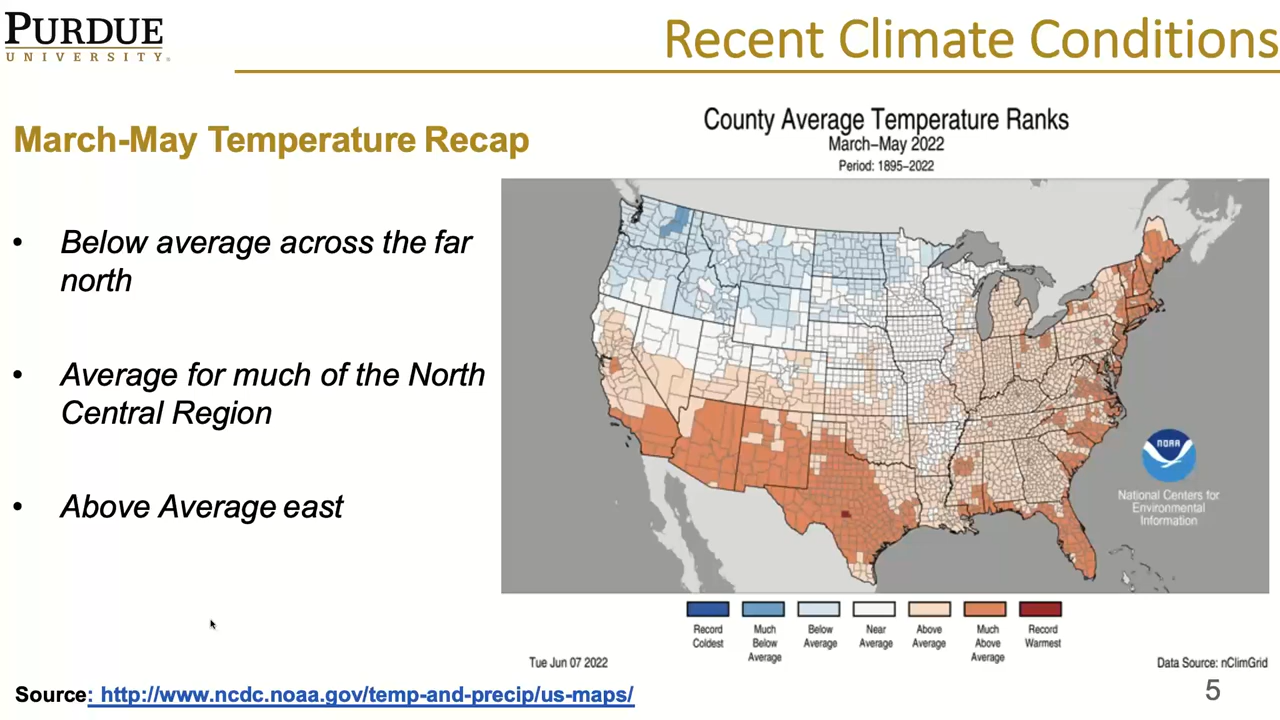 PURDUE
UNIVERSITY®
Recent Climate Conditions
March-May Temperature Recap
• Below average across the far
north
• Average for much of the North
Central Region
• Above Average east
County Average Temperature Ranks
March–May 2022
Period: 1895–2022
NOAA
National Centers for
Environmental
Information
Record
Coldest
Much
Below
Average
Below
Average
Near
Average
Above
Average
Much
Above
Average
Record
Warmest
Tue Jun 07 2022
Data Source: nClimGrid
Source: http://www.ncdc.noaa.gov/temp-and-precip/us-maps/
5